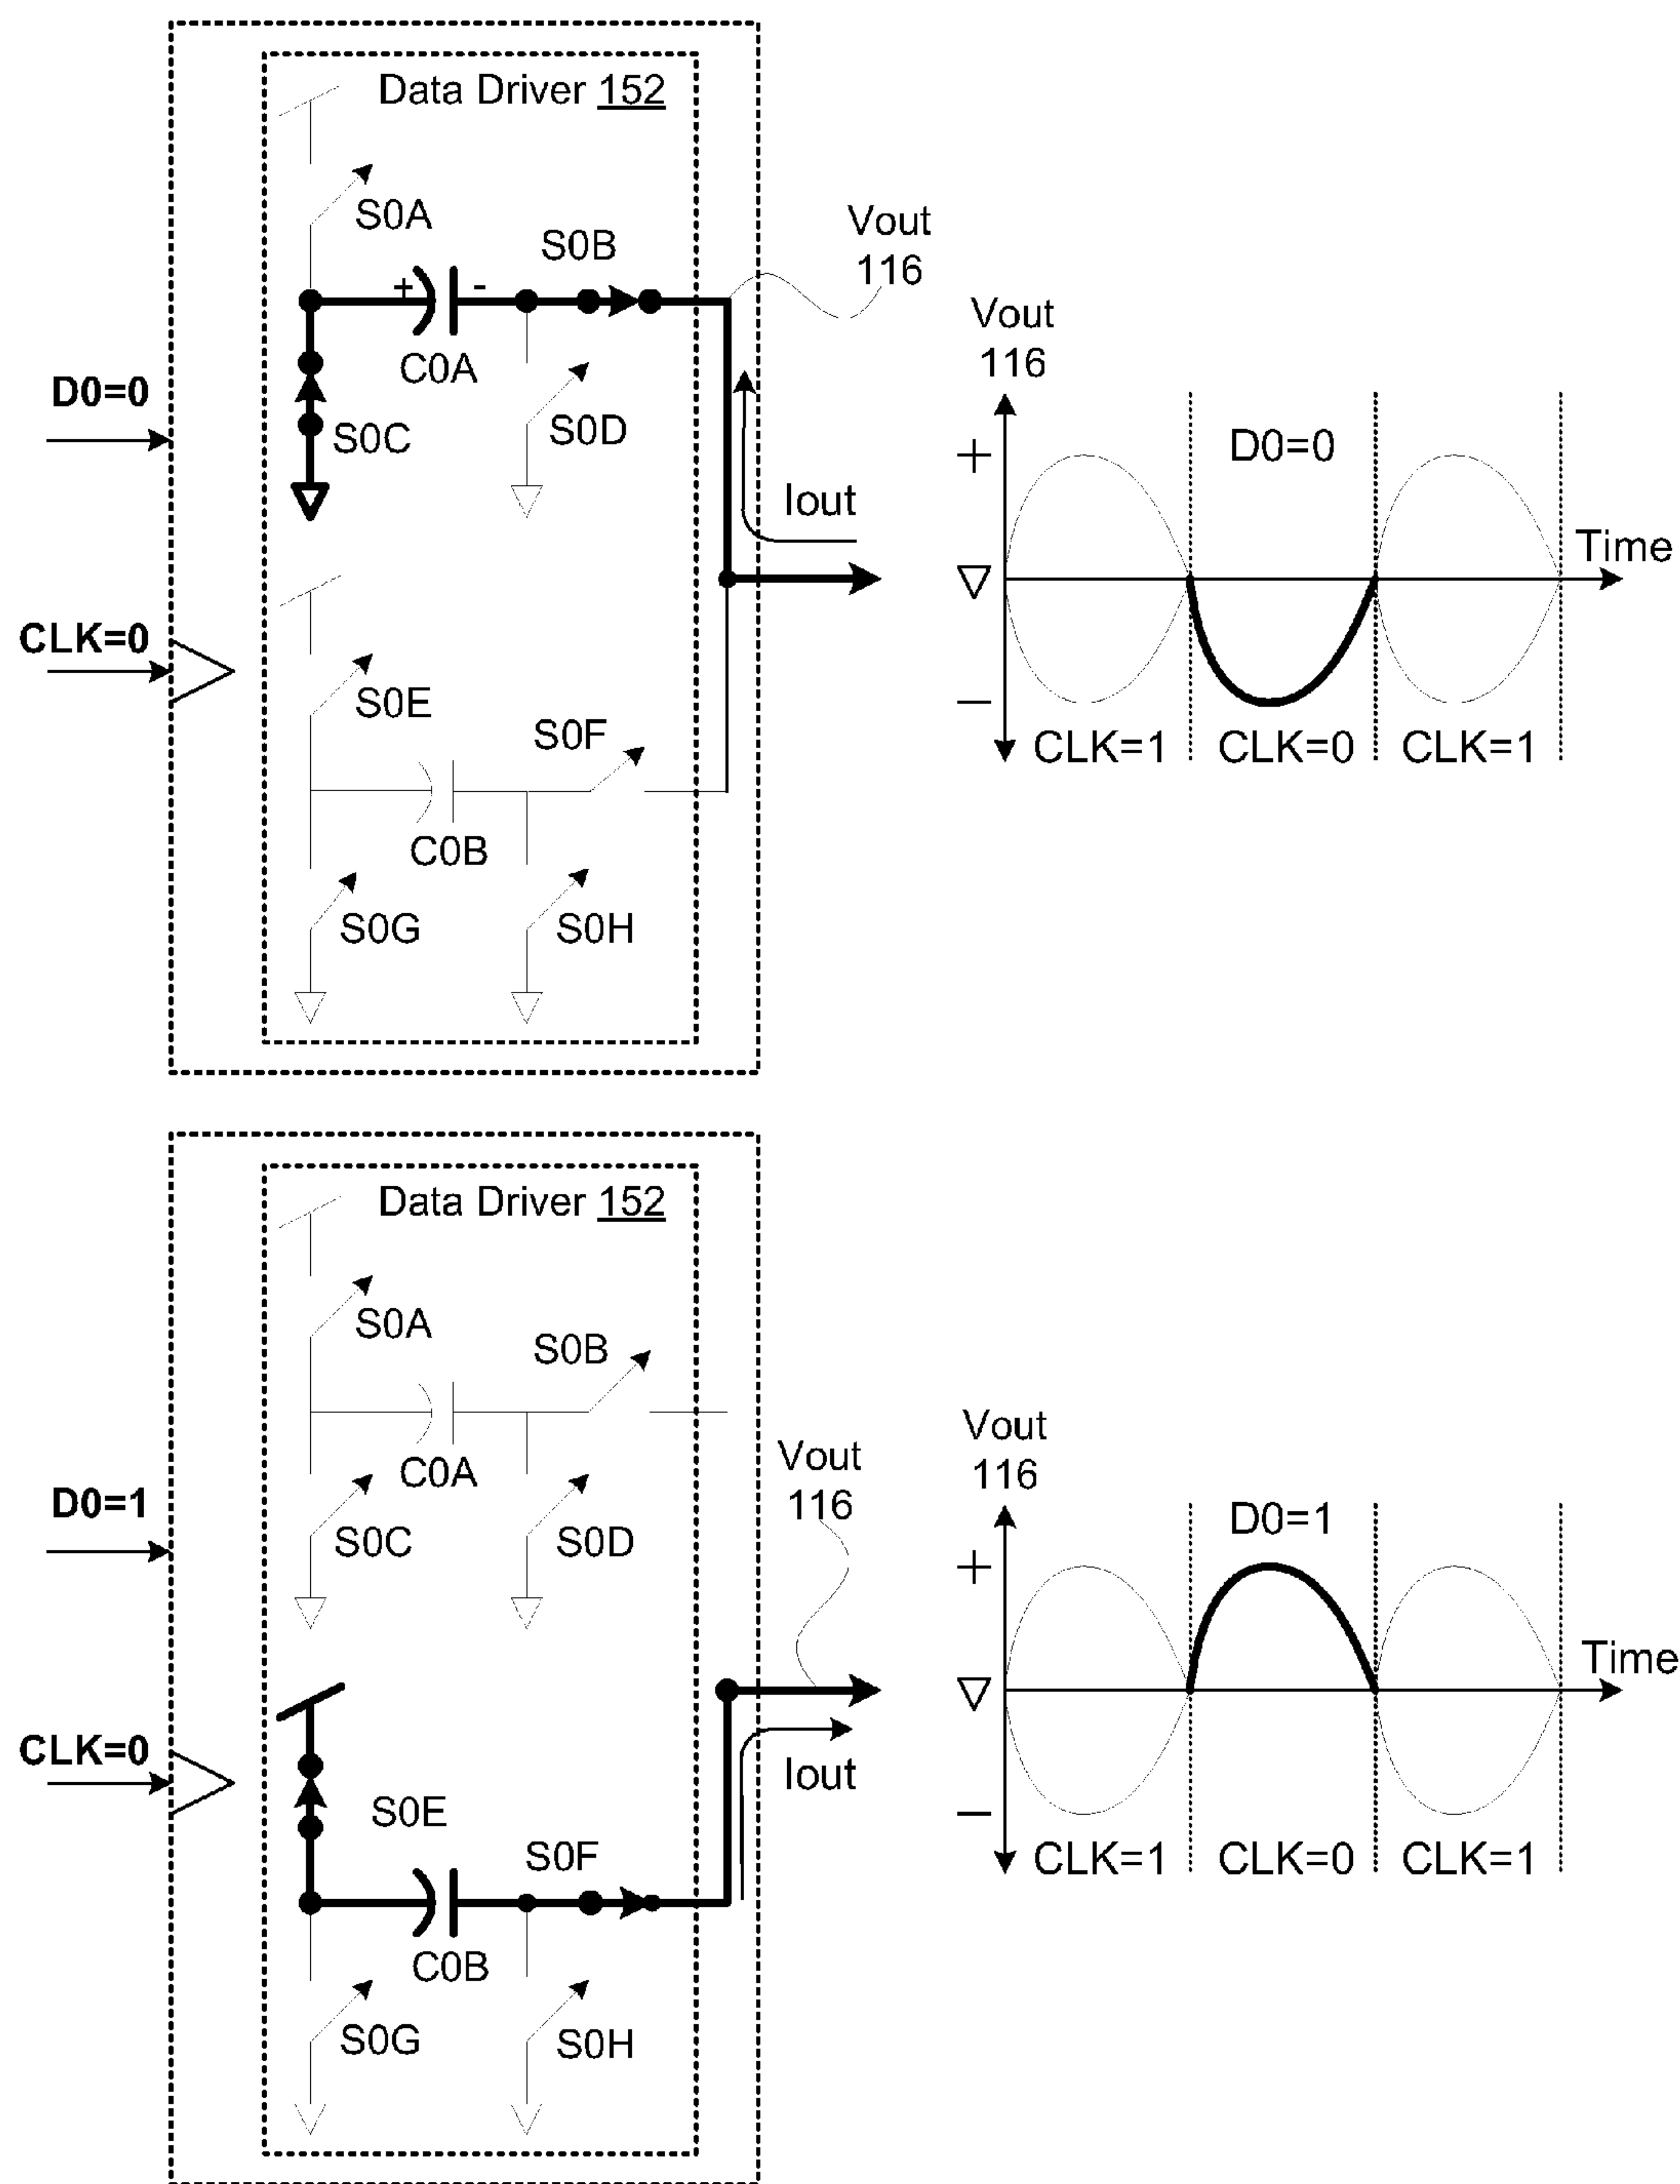 Data Driver 152
S0A
S0B
Vout
116
+ -
C0A
Vout
116
D0=0
S0C
S0D
D0=0
+
Iout
Time
CLK=0
S0E
S0F
−
CLK=1
CLK=0
CLK=1
C0B
S0G
S0H
Data Driver 152
S0A
S0B
C0A
Vout
116
Vout
116
D0=1
S0C
S0D
D0=1
+
Time
CLK=0
Iout
S0E
−
S0F
CLK=1
CLK=0
CLK=1
C0B
S0G
S0H